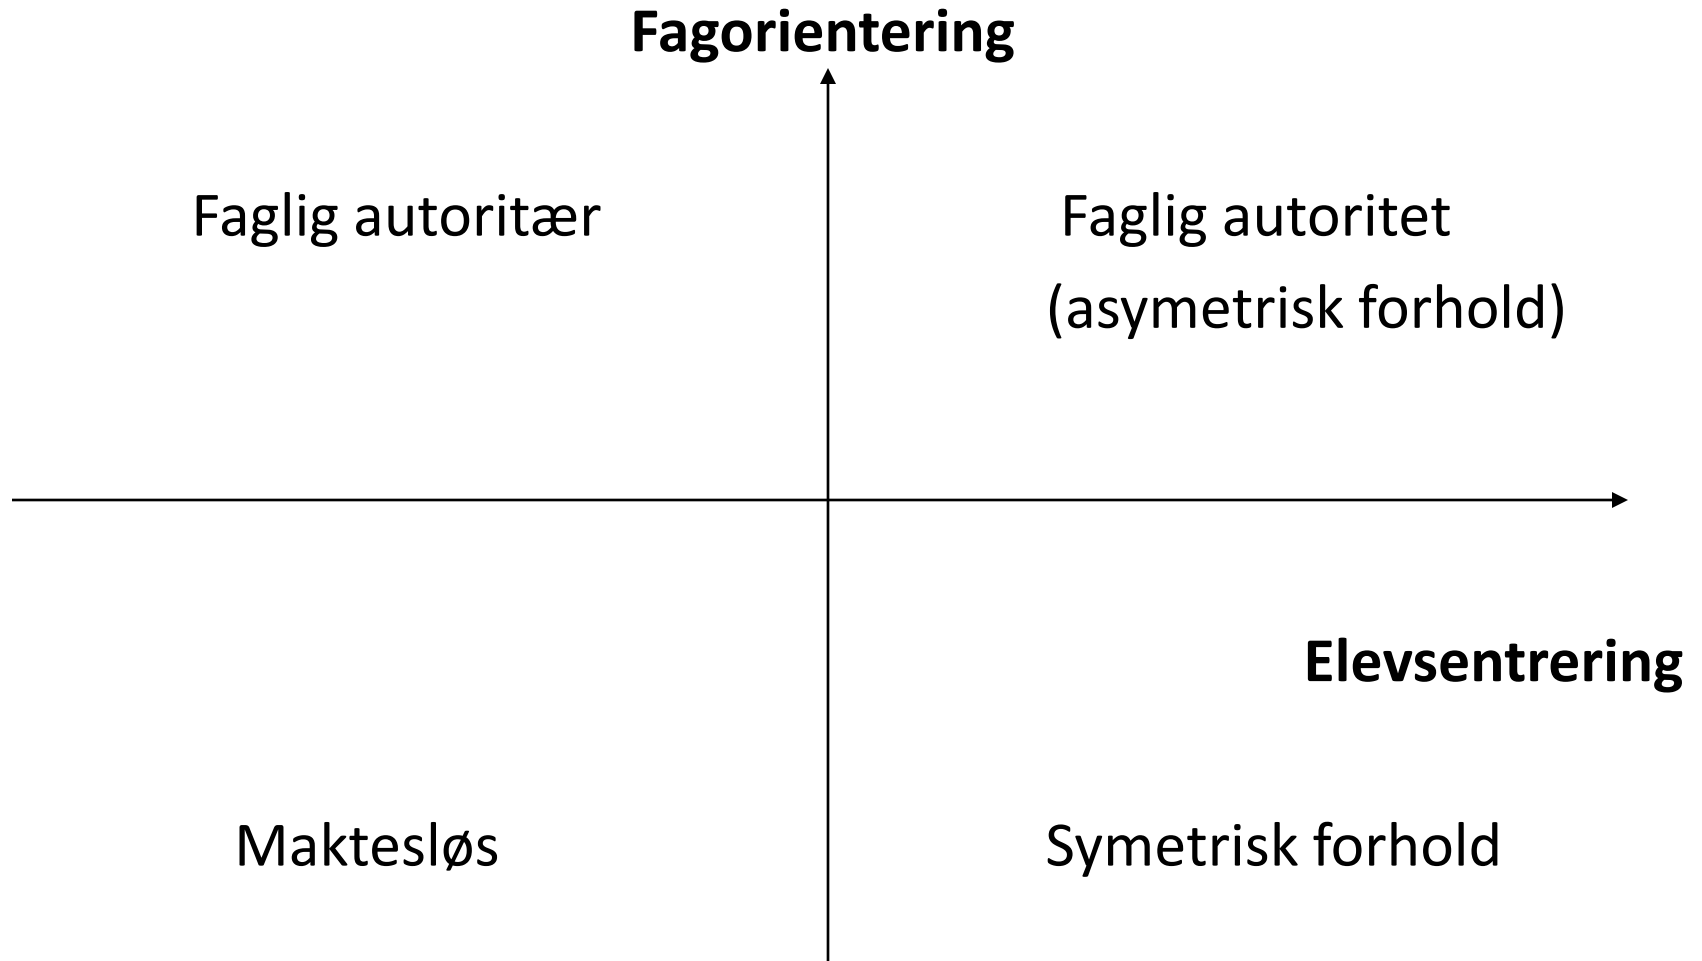 Fagorientering
Faglig autoritær
Faglig autoritet
(asymetrisk forhold)
Elevsentrering
Maktesløs
Symetrisk forhold